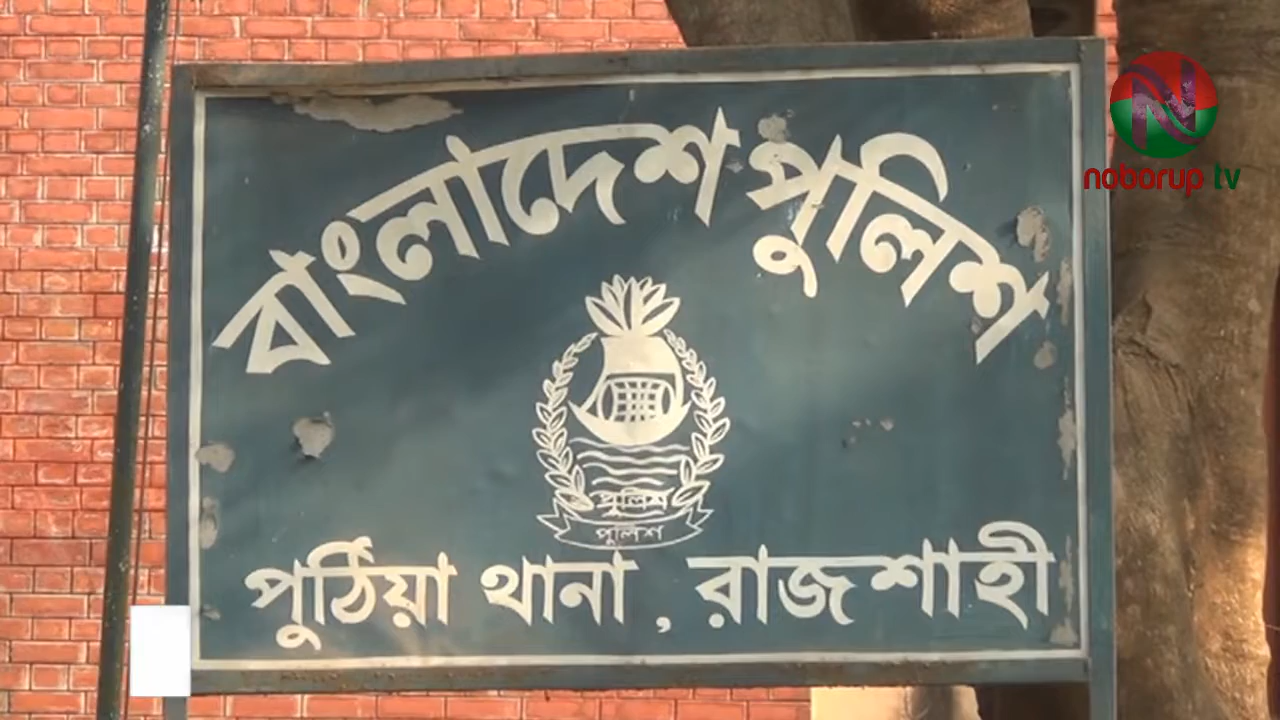 বাংলাদেশ পুলিশ
পুলিশ
পুলিশ
পুঠিয়া থানা, রাজশাহী
N
noborup tv